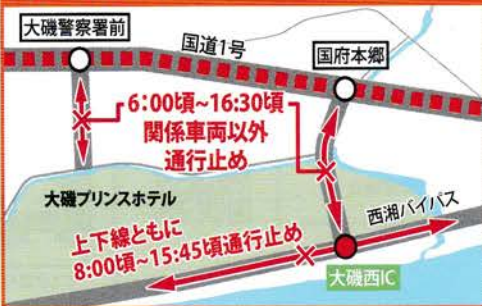 大磯警察署前
国道1号
国府本郷
6:00頃~16:30頃
関係車両以外
通行止め
大磯プリンスホテル
西湘バイパス
上下線ともに
8:00頃~15:45頃通行止め
大磯西IC